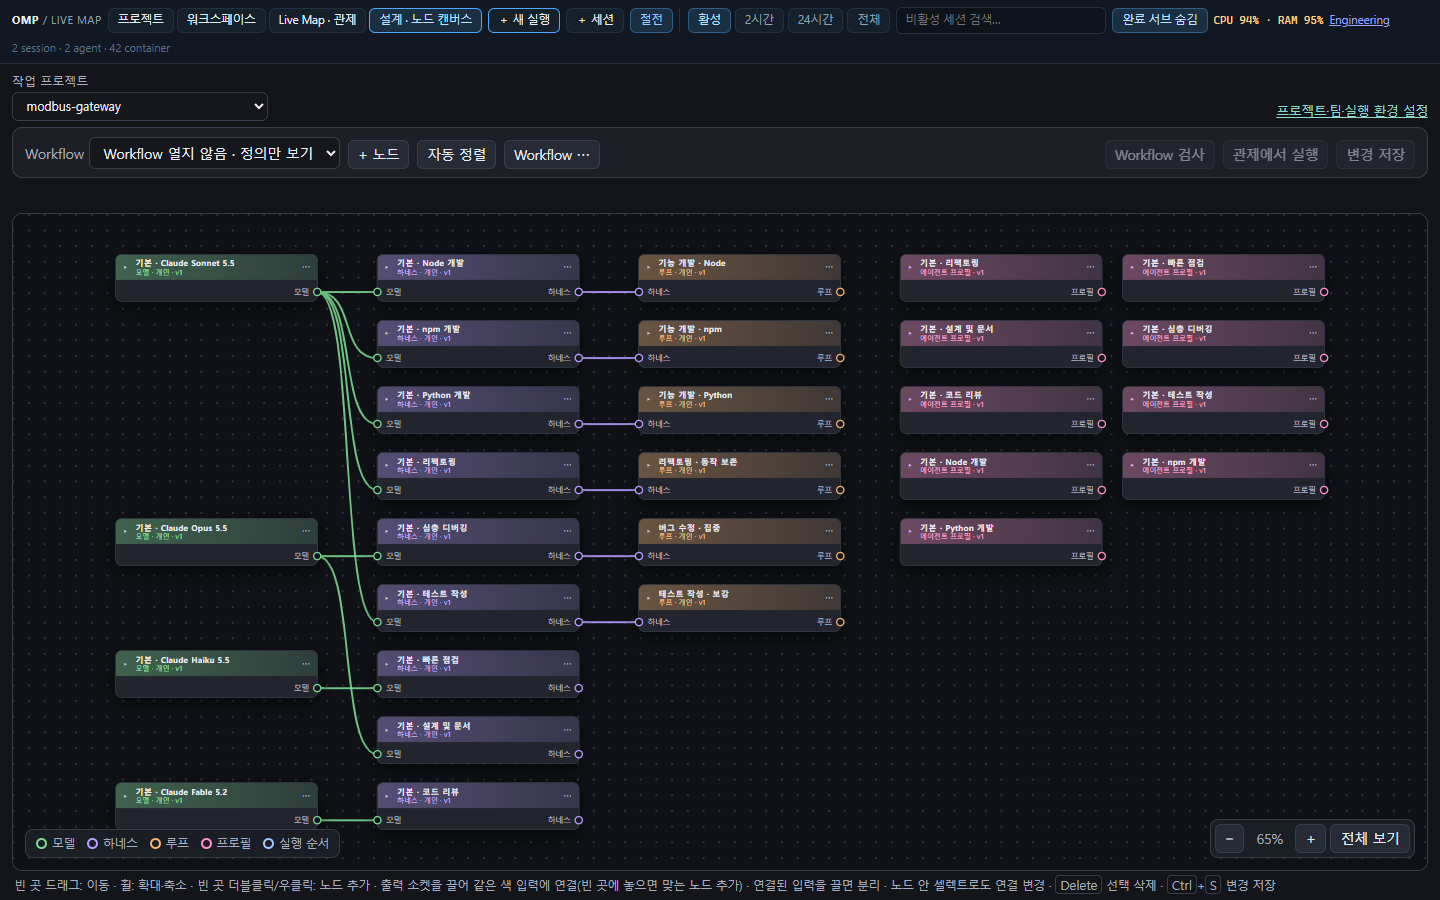 OMP / LIVE MAP 프로젝트 워크스페이스 Live Map · 관제 설계 · 노드 캔버스 + 새 실행 + 세션 절전 활성 2시간 24시간 전체 비활성 세션 검색... 완료 서브 숨김 CPU 94% · RAM 95% Engineering
2 session · 2 agent · 42 container
작업 프로젝트
modbus-gateway
프로젝트·팀·실행 환경 설정
Workflow Workflow 열지 않음 · 정의만 보기 + 노드 자동 정렬 Workflow ··· Workflow 검사 관제에서 실행 변경 저장
기본 · Claude Sonnet 5.5
모델 · 개인 · v1
모델
기본 · Node 개발
하네스 · 개인 · v1
모델 하네스
기능 개발 · Node
루프 · 개인 · v1
하네스 루프
기본 · 리팩토링
에이전트 프로필 · v1
프로필
기본 · 빠른 점검
에이전트 프로필 · v1
프로필
기본 · npm 개발
하네스 · 개인 · v1
모델 하네스
기능 개발 · npm
루프 · 개인 · v1
하네스 루프
기본 · 설계 및 문서
에이전트 프로필 · v1
프로필
기본 · 심층 디버깅
에이전트 프로필 · v1
프로필
기본 · Python 개발
하네스 · 개인 · v1
모델 하네스
기능 개발 · Python
루프 · 개인 · v1
하네스 루프
기본 · 코드 리뷰
에이전트 프로필 · v1
프로필
기본 · 테스트 작성
에이전트 프로필 · v1
프로필
기본 · 리팩토링
하네스 · 개인 · v1
모델 하네스
리팩토링 · 동작 보존
루프 · 개인 · v1
하네스 루프
기본 · Node 개발
에이전트 프로필 · v1
프로필
기본 · npm 개발
에이전트 프로필 · v1
프로필
기본 · Claude Opus 5.5
모델 · 개인 · v1
모델
기본 · 심층 디버깅
하네스 · 개인 · v1
모델 하네스
버그 수정 · 집중
루프 · 개인 · v1
하네스 루프
기본 · Python 개발
에이전트 프로필 · v1
프로필
기본 · 테스트 작성
하네스 · 개인 · v1
모델 하네스
테스트 작성 · 보강
루프 · 개인 · v1
하네스 루프
기본 · Claude Haiku 5.5
모델 · 개인 · v1
모델
기본 · 빠른 점검
하네스 · 개인 · v1
모델 하네스
기본 · 설계 및 문서
하네스 · 개인 · v1
모델 하네스
기본 · Claude Fable 5.2
모델 · 개인 · v1
모델
기본 · 코드 리뷰
하네스 · 개인 · v1
모델 하네스
모델 하네스 루프 프로필 실행 순서
− 65% + 전체 보기
빈 곳 드래그: 이동 · 휠: 확대·축소 · 빈 곳 더블클릭/우클릭: 노드 추가 · 출력 소켓을 끌어 같은 색 입력에 연결(빈 곳에 놓으면 맞는 노드 추가) · 연결된 입력을 끌면 분리 · 노드 안 셀렉트로도 연결 변경 · Delete 선택 삭제 · Ctrl+S 변경 저장